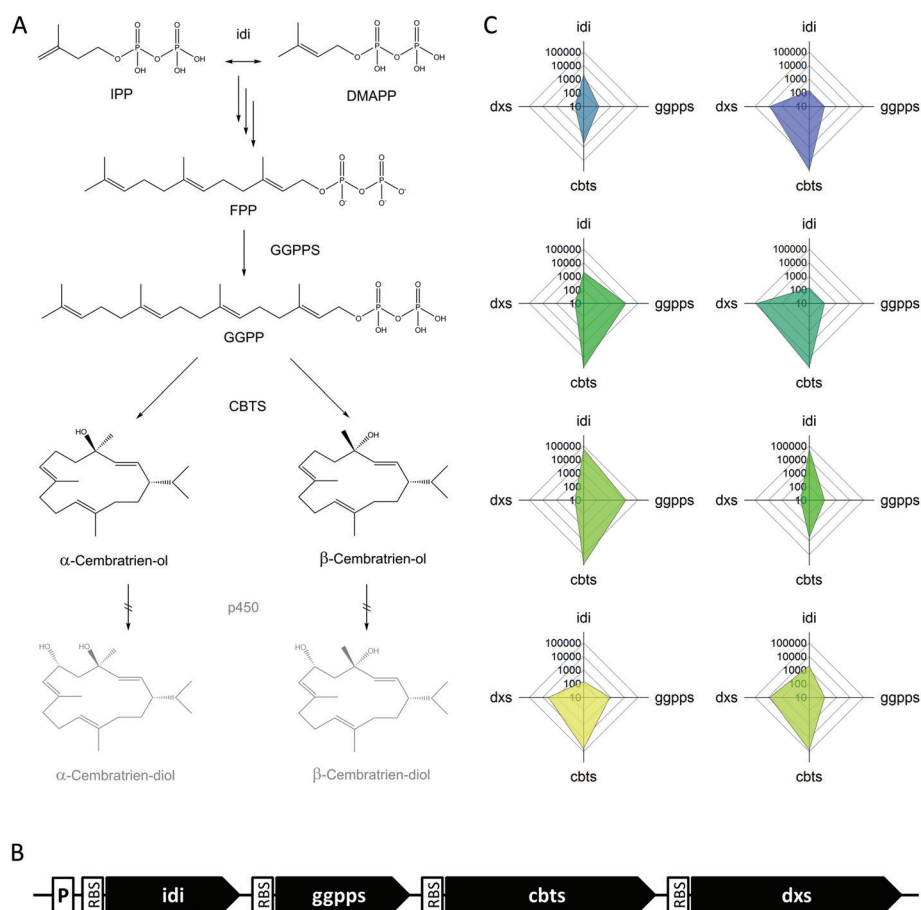 A
idi
IPP
DMAPP
FPP
GGPPS
GGPP
CBTS
α-Cembratrien-ol
β-Cembratrien-ol
p450
α-Cembratrien-diol
β-Cembratrien-diol
C
idi
100000
10000
1000
100
10
dxs
ggpps
cbts
idi
100000
10000
1000
100
10
dxs
ggpps
cbts
idi
100000
10000
1000
100
10
dxs
ggpps
cbts
idi
100000
10000
1000
100
10
dxs
ggpps
cbts
idi
100000
10000
1000
100
10
dxs
ggpps
cbts
idi
100000
10000
1000
100
10
dxs
ggpps
cbts
idi
100000
10000
1000
100
10
dxs
ggpps
cbts
idi
100000
10000
1000
100
10
dxs
ggpps
cbts
B
P RBS idi RBS ggpps RBS cbts RBS dxs